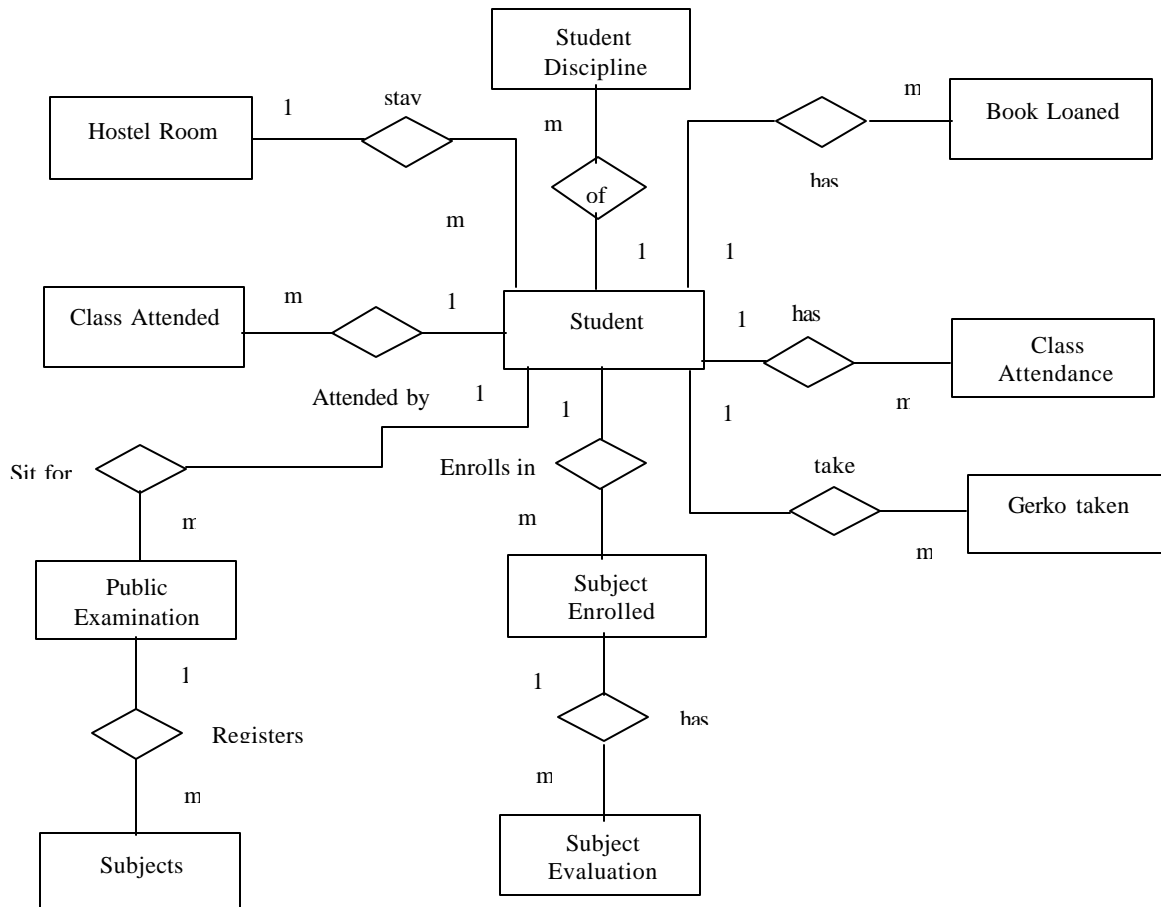 Student
Discipline
Hostel Room
1
stay
m
m
Book Loaned
of
has
m
1
1
Class Attended
m
1
Student
1
has
Class
Attendance
m
Attended by
1
1
1
Sit for
Enrolls in
take
Gerko taken
m
m
m
Public
Examination
Subject
Enrolled
1
1
Registers
has
m
m
Subjects
Subject
Evaluation